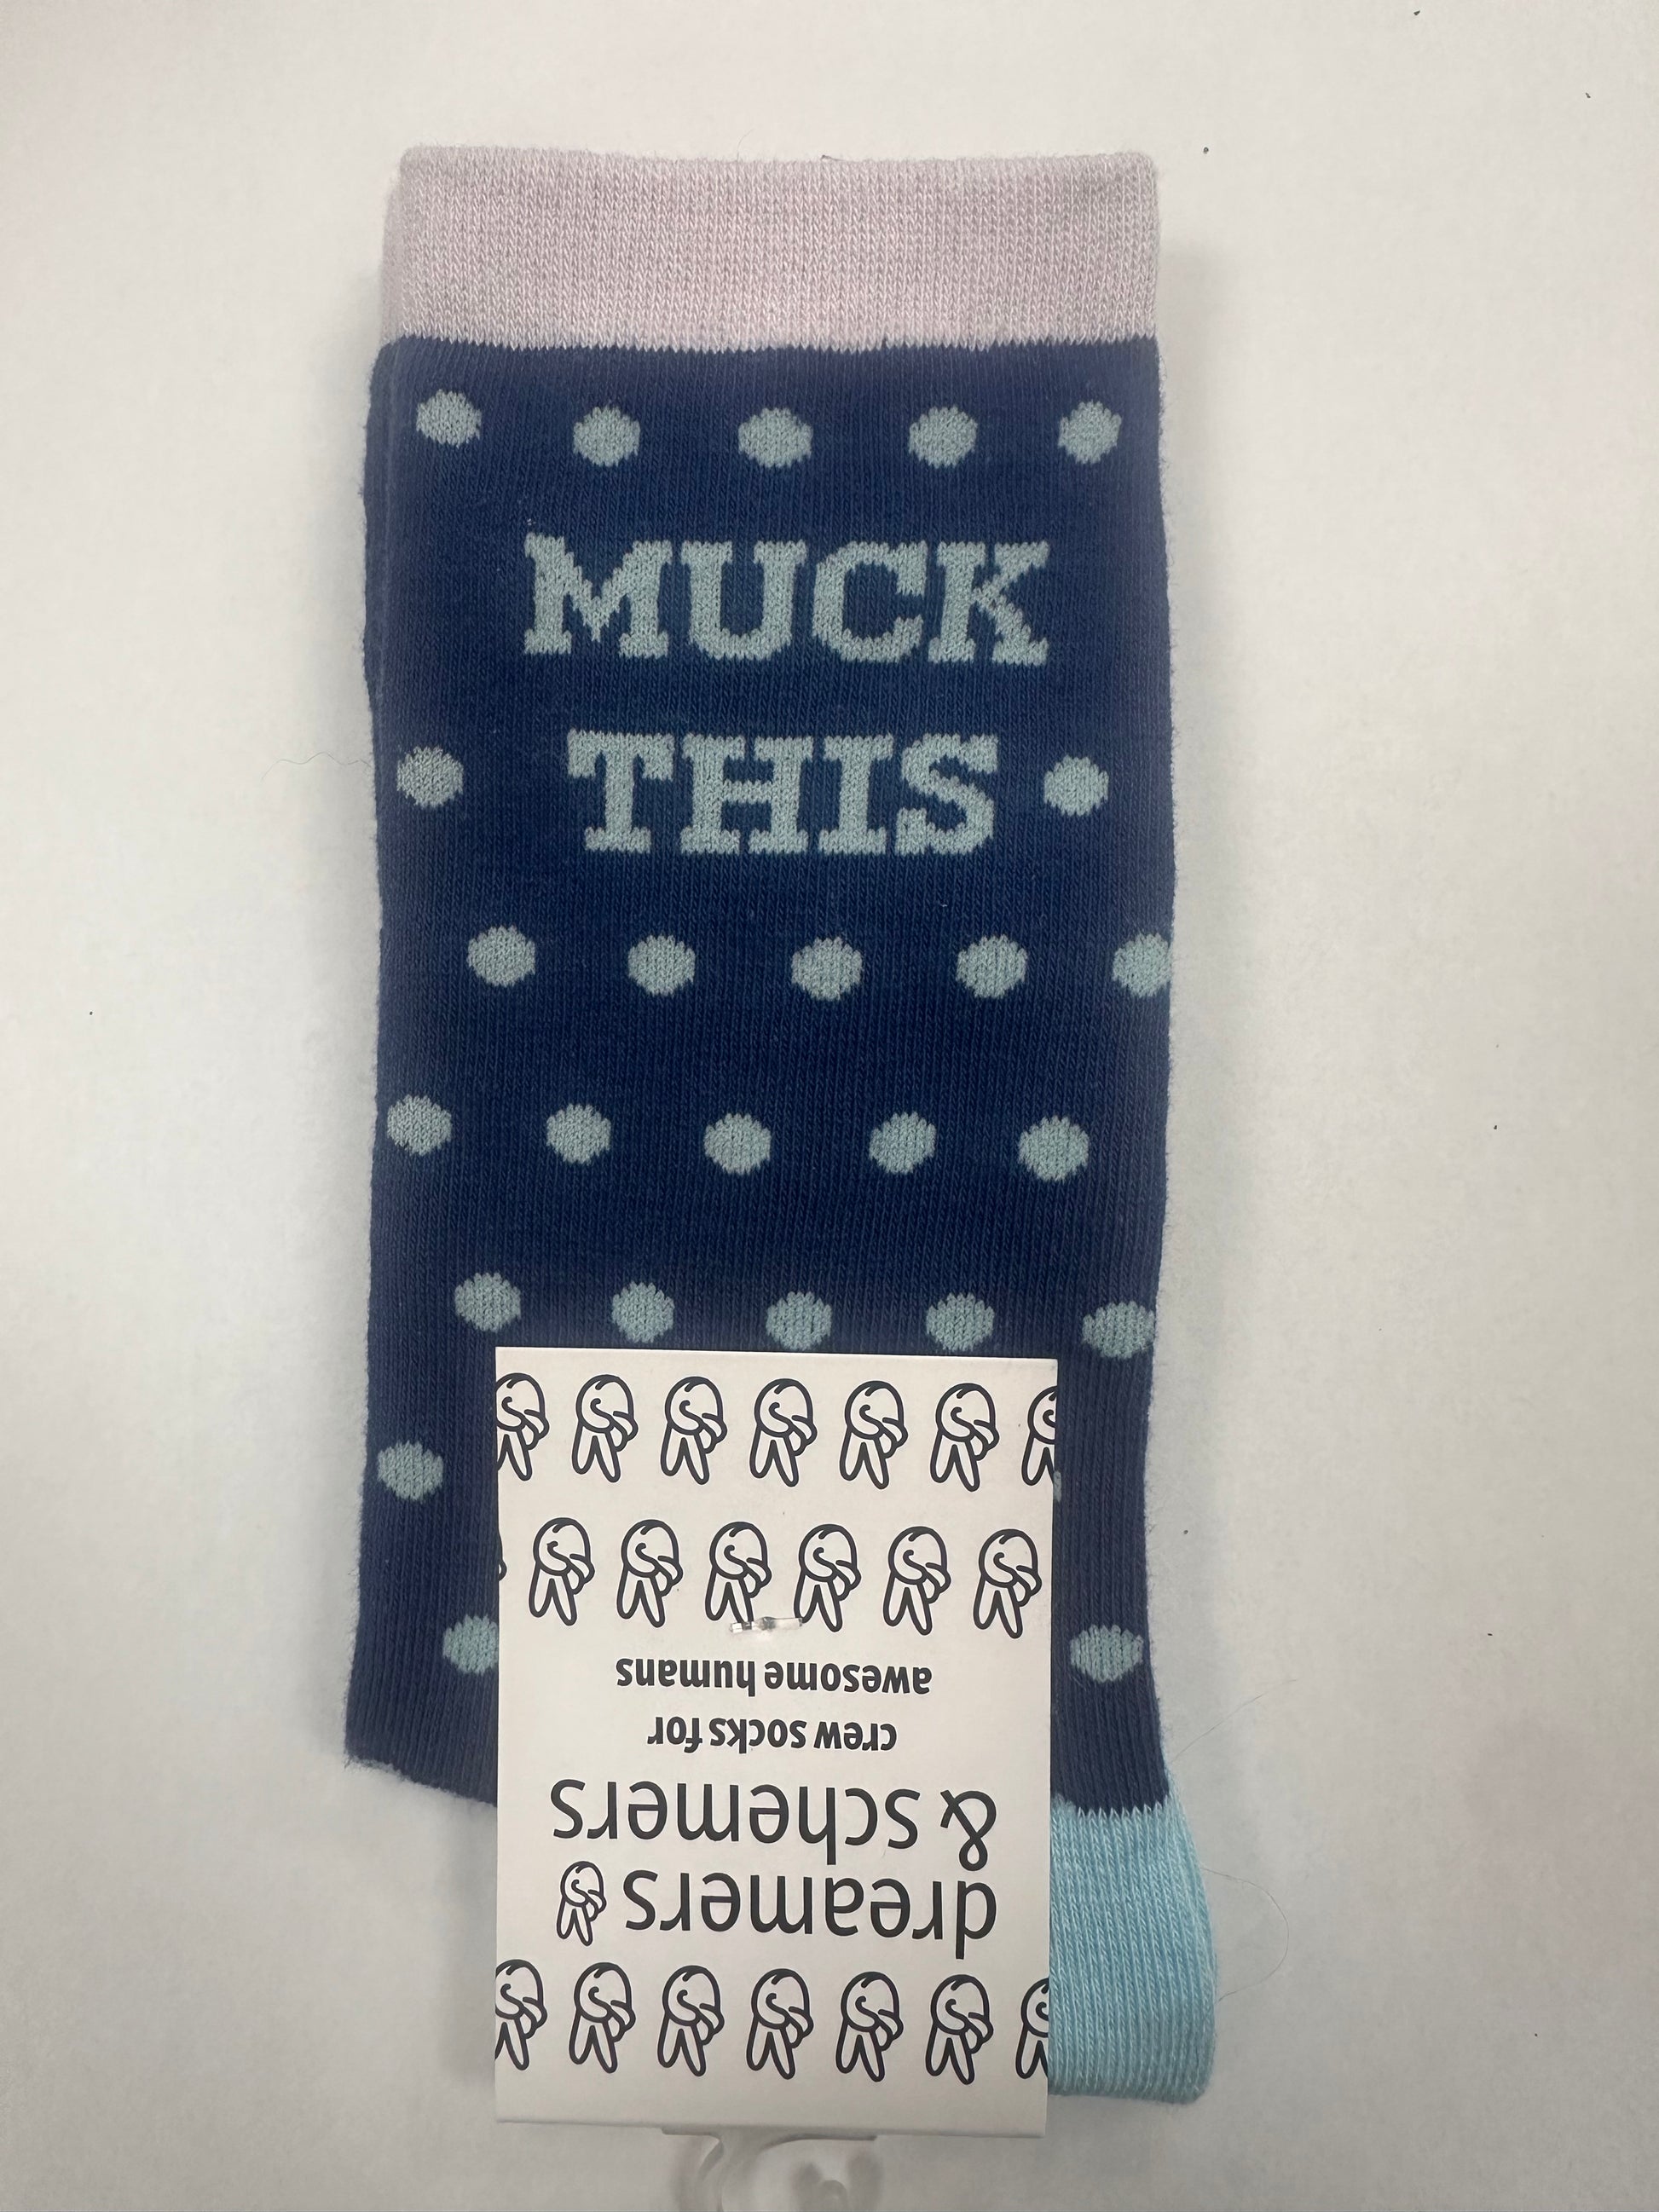 MUCK
THIS
dreamers
& schemers
crew socks for
awesome humans